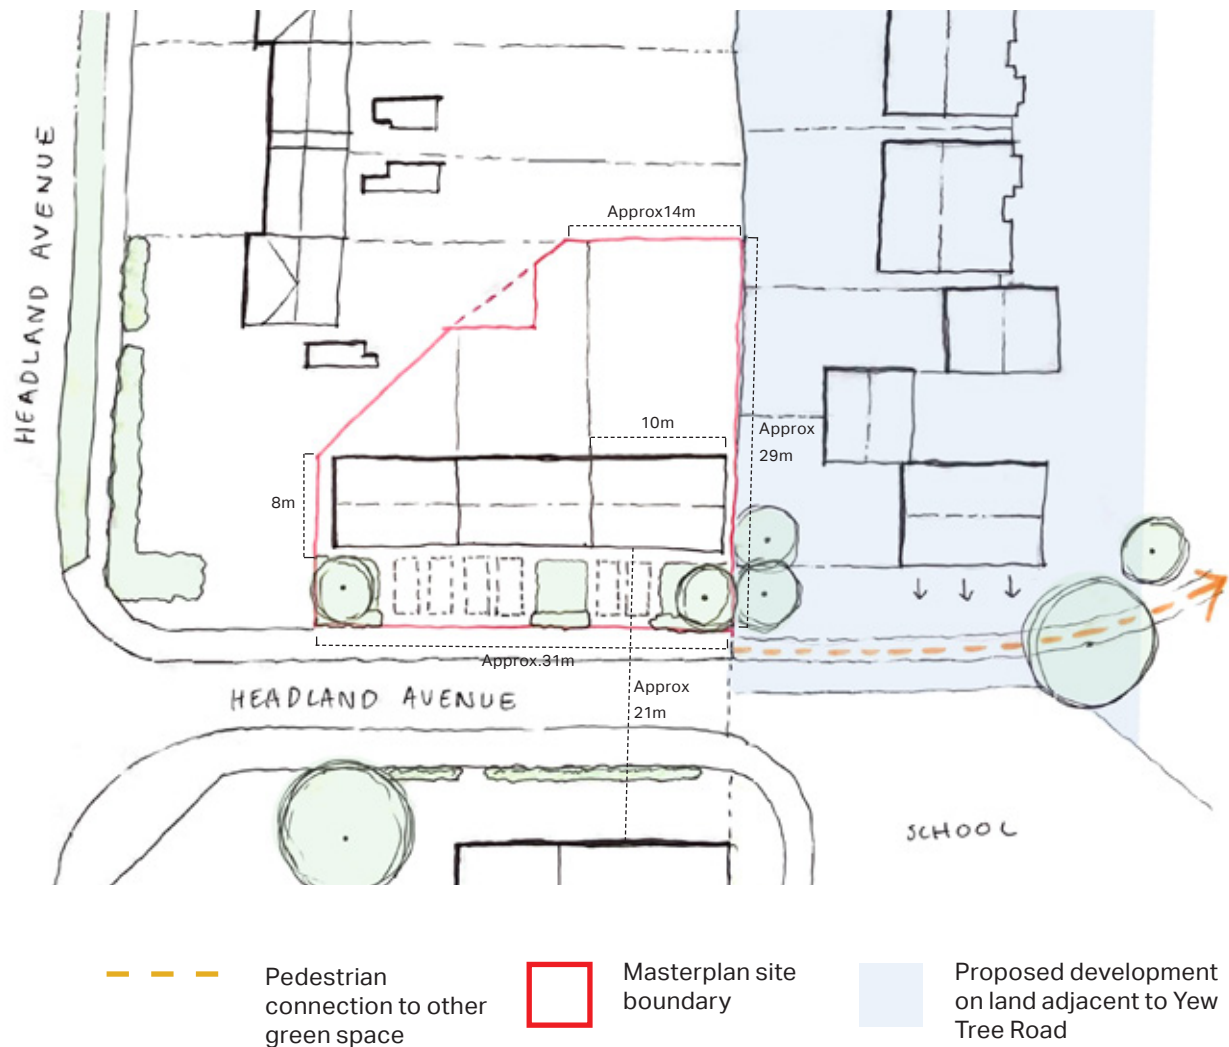 HEADLAND AVENUE
Approx14m
10m
Approx
29m
8m
Approx.31m
HEADLAND AVENUE
Approx
21m
SCHOOL
Pedestrian
connection to other
green space
Masterplan site
boundary
Proposed development
on land adjacent to Yew
Tree Road